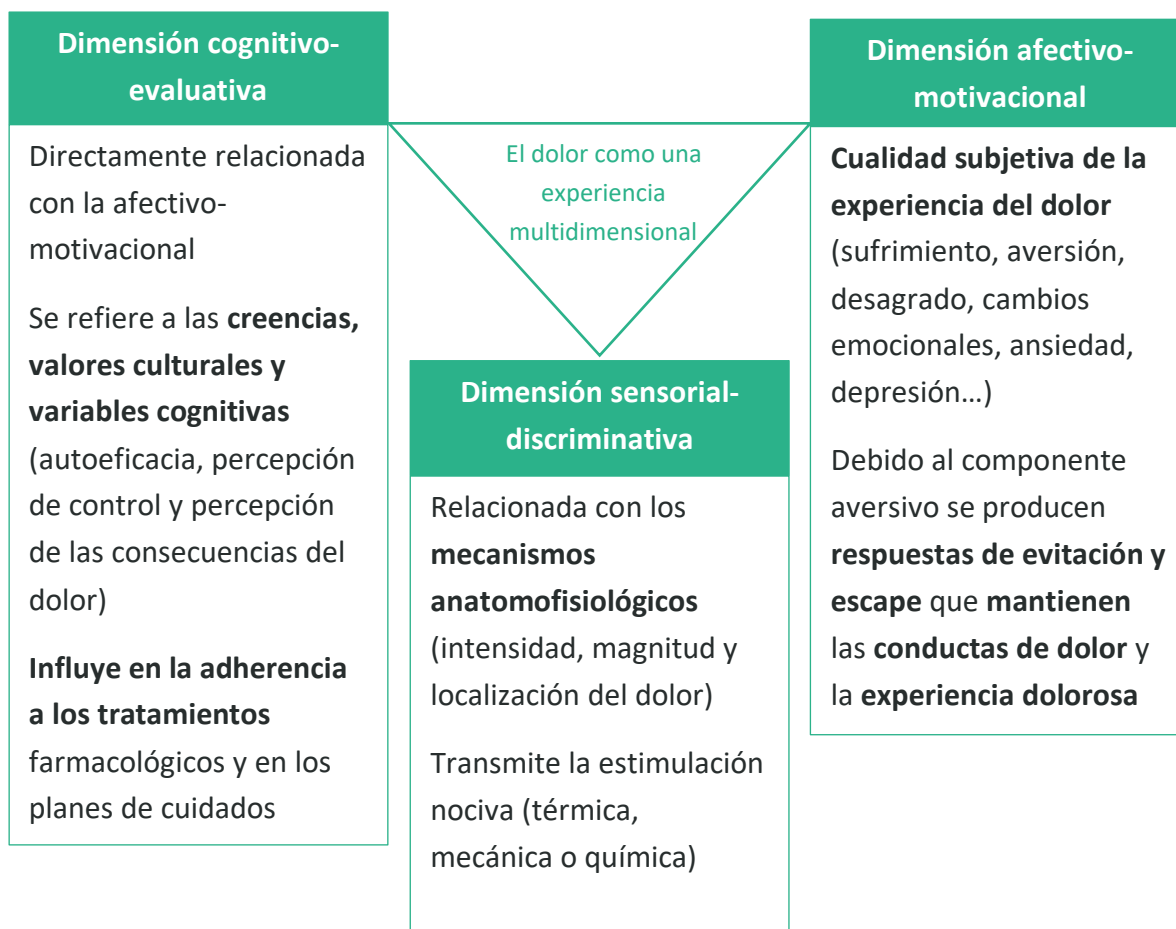 Dimensión cognitivo-
evaluativa
Directamente relacionada
con la afectivo-
motivacional
Se refiere a las creencias,
valores culturales y
variables cognitivas
(autoeficacia, percepción
de control y percepción
de las consecuencias del
dolor)
Influye en la adherencia
a los tratamientos
farmacológicos y en los
planes de cuidados
El dolor como una
experiencia
multidimensional
Dimensión sensorial-
discriminativa
Relacionada con los
mecanismos
anatomofisiológicos
(intensidad, magnitud y
localización del dolor)
Transmite la estimulación
nociva (térmica,
mecánica o química)
Dimensión afectivo-
motivacional
Cualidad subjetiva de la
experiencia del dolor
(sufrimiento, aversión,
desagrado, cambios
emocionales, ansiedad,
depresión…)
Debido al componente
aversivo se producen
respuestas de evitación y
escape que mantienen
las conductas de dolor y
la experiencia dolorosa